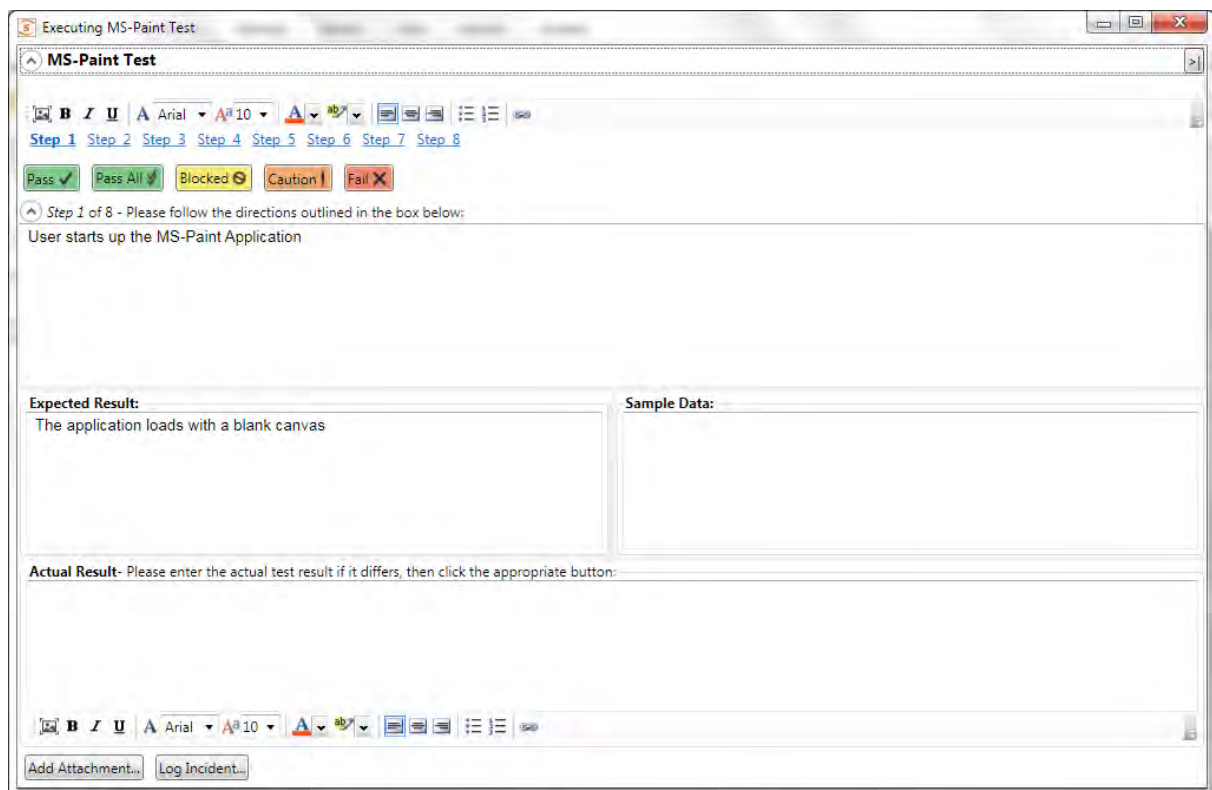 Executing MS-Paint Test
MS-Paint Test
B I U A Arial Aa 10 A ab
Step 1 Step 2 Step 3 Step 4 Step 5 Step 6 Step 7 Step 8
Pass Pass All Blocked Caution ! Fail
Step 1 of 8 - Please follow the directions outlined in the box below:
User starts up the MS-Paint Application
Expected Result: Sample Data:
The application loads with a blank canvas
Actual Result- Please enter the actual test result if it differs, then click the appropriate button:
B I U A Arial Aa 10 A ab
Add Attachment... Log Incident...